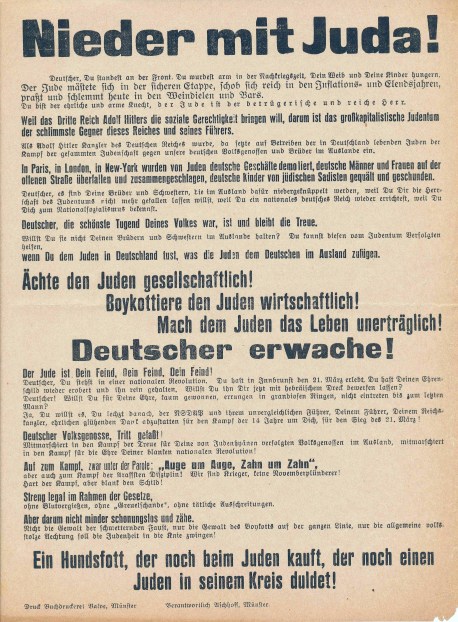 Nieder mit Juda!
Deutscher, Du standest an der Front. Du wurdest arm in der Nachkriegszeit, Dein Weib und Deine Kinder hungern.
Der Jude mästete sich in der sicheren Etappe, schob sich reich in den Inflations- und Elendsjahren,
praßt und schlemmt heute in den Weindielen und Bars.
Du bist der ehrliche und arme Knecht, der Jude ist der betrügerische und reiche Herr.
Weil das Dritte Reich Adolf Hitlers die soziale Gerechtigkeit bringen will, darum ist das großkapitalistische Judentum
der schlimmste Gegner dieses Reiches und seines Führers.
Als Adolf Hitler Kanzler des Deutschen Reiches wurde, da setzte auf Betreiben der in Deutschland lebenden Juden der
Kampf der gesammten Judenschaft gegen unsere deutschen Volksgenossen und Brüder im Auslande ein.
In Paris, in London, in New-York wurden von Juden deutsche Geschäfte demoliert, deutsche Männer und Frauen auf der
offenen Straße überfallen und zusammengeschlagen, deutsche Kinder von jüdischen Sadisten gequält und geschunden.
Deutscher, es sind Deine Brüder und Schwestern, die im Ausland dafür niedergeknüppelt werden, weil Du Dir die Herr-
schaft des Judentums nicht mehr gefallen lassen willst, weil Du ein nationales deutsches Reich wieder errichtest, weil Du
Dich zum Nationalsozialismus bekennst.
Deutscher, die schönste Tugend Deines Volkes war, ist und bleibt die Treue.
Willst Du sie nicht Deinen Brüdern und Schwestern im Auslande halten? Du kannst diesen vom Judentum Verfolgten
helfen,
wenn Du dem Juden in Deutschland tust, was die Juden dem Deutschen im Ausland zufügen.
Ächte den Juden gesellschaftlich!
Boykottiere den Juden wirtschaftlich!
Mach dem Juden das Leben unerträglich!
Deutscher erwache!
Der Jude ist Dein Feind, Dein Feind, Dein Feind!
Deutscher, Du stehst in einer nationalen Revolution. Du hast in Innbrunst den 21. März erlebt. Du hast Deinen Ehren-
schild wieder erobert und ihn rein gehalten. Willst Du ihn Dir jetzt mit hebräischem Dreck bewerfen lassen?
Deutscher! Willst Du für Deine Ehre, kaum gewonnen, errungen in grandiosen Ringen, nicht eintreten bis zum letzten
Mann?
Ja, Du willst es, Du lechzt danach, der NSDAP und ihrem unvergleichlichen Führer, Deinem Führer, Deinem Reichs-
kanzler, ehrlichen glühenden Dank abzustatten für den Kampf der 14 Jahre um Dich, für den Sieg des 21. März!
Deutscher Volksgenosse, Tritt gefaßt!
Mitmarschiert in den Kampf der Treue für Deine von Judenhyänen verfolgten Volksgenossen im Ausland, mitmarschiert
in den Kampf für die Ehre Deiner blanken nationalen Revolution!
Auf zum Kampf, zwar unter der Parole: „Auge um Auge, Zahn um Zahn“,
aber auch zum Kampf der straffsten Disziplin! Wir sind Krieger, keine Novemberplünderer!
Hart der Kampf, aber blank der Schild!
Streng legal im Rahmen der Gesetze,
ohne Blutvergießen, ohne „Greuelschande“, ohne tätliche Ausschreitungen.
Aber darum nicht minder schonungslos und zähe.
Nicht die Gewalt der schmetternden Faust, nur die Gewalt des Boykotts auf der ganzen Linie, nur die allgemeine volks-
stolze Aechtung soll die Judenheit in die Knie zwingen!
Ein Hundsfott, der noch beim Juden kauft, der noch einen
Juden in seinem Kreis duldet!
Druck Buchdruckerei Verantwortlich Aschhoff, Münster.